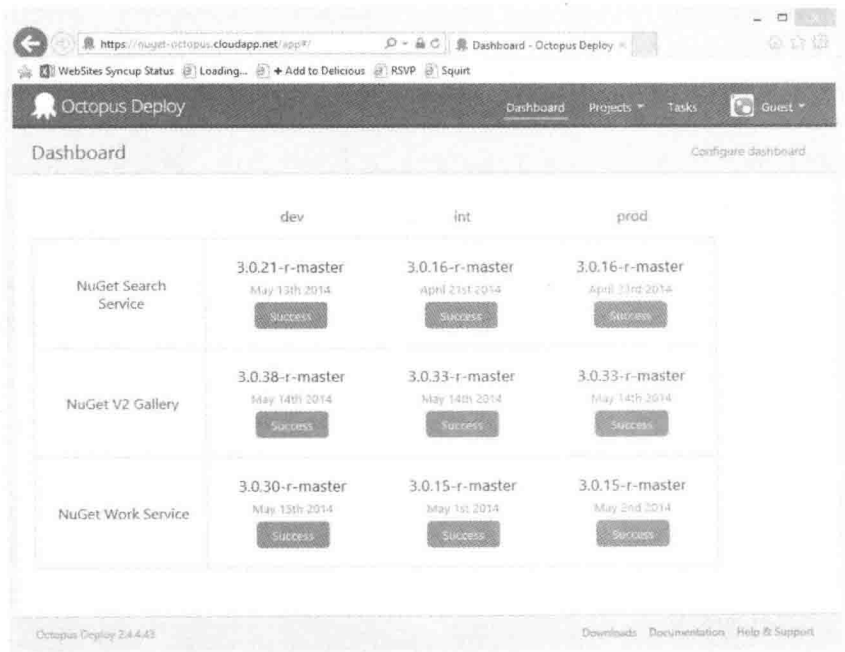 https://nuget-octopus.cloudapp.net/app#/
Dashboard - Octopus Deploy
WebSites Syncup Status Loading... + Add to Delicious RSVP Squirt
Octopus Deploy Dashboard Projects Tasks Guest
Dashboard Configure dashboard
dev int prod
NuGet Search Service
3.0.21-r-master 3.0.16-r-master 3.0.16-r-master
May 13th 2014 April 21st 2014 April 23rd 2014
Success Success Success
NuGet V2 Gallery
3.0.38-r-master 3.0.33-r-master 3.0.33-r-master
May 14th 2014 May 14th 2014 May 14th 2014
Success Success Success
NuGet Work Service
3.0.30-r-master 3.0.15-r-master 3.0.15-r-master
May 15th 2014 May 1st 2014 May 2nd 2014
Success Success Success
Octopus Deploy 2.4.4.43 Downloads Documentation Help & Support